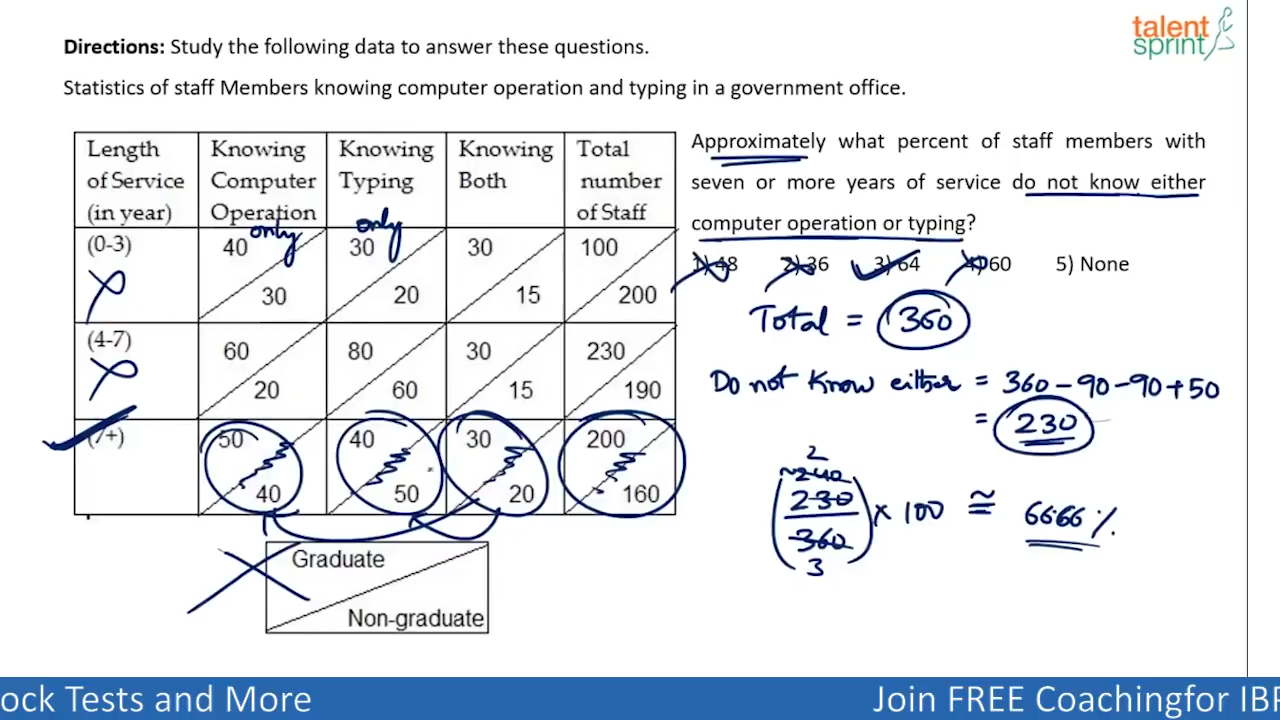 talent
sprint
Directions: Study the following data to answer these questions.
Statistics of staff Members knowing computer operation and typing in a government office.
Length of Service (in year) Knowing Computer Operation Knowing Typing Knowing Both Total number of Staff
only only
(0-3) 40 30 30 100
30 20 15 200
(4-7) 60 80 30 230
20 60 15 190
(7+) 50 40 30 200
40 50 20 160
Graduate
Non-graduate
Approximately what percent of staff members with
seven or more years of service do not know either
computer operation or typing?
1) 48 2) 36 3) 64 4) 60 5) None
Total = 360
Do not know either = 360 - 90 - 90 + 50
= 230
2
~240
230
360
3
× 100 ≅ 66.66 %.
ock Tests and More Join FREE Coachingfor IBP